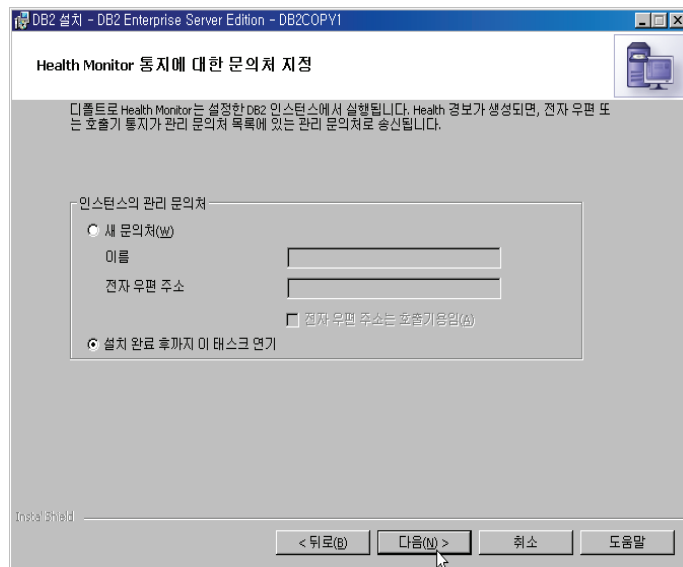 DB2 설치 - DB2 Enterprise Server Edition - DB2COPY1
Health Monitor 통지에 대한 문의처 지정
디폴트로 Health Monitor는 설정한 DB2 인스턴스에서 실행됩니다. Health 경보가 생성되면, 전자 우편 또
는 호출기 통지가 관리 문의처 목록에 있는 관리 문의처로 송신됩니다.
인스턴스의 관리 문의처
새 문의처(W)
이름
전자 우편 주소
전자 우편 주소는 호출기용임(A)
설치 완료 후까지 이 태스크 연기
InstallShield
< 뒤로(B)
다음(N) >
취소
도움말